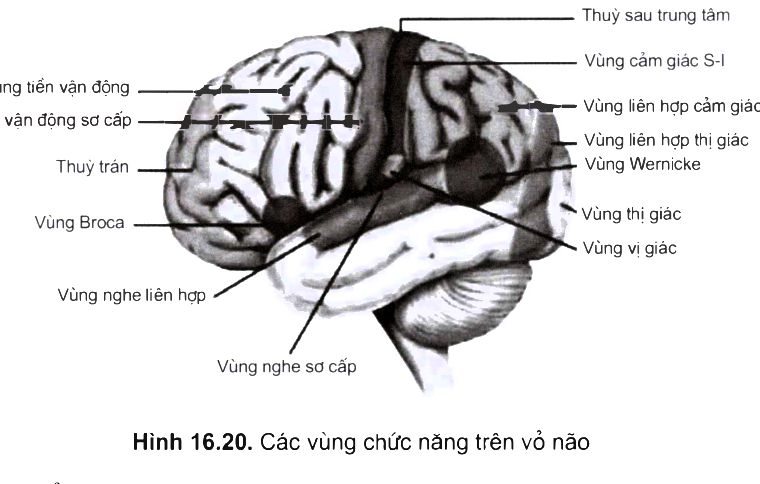 Thuỳ sau trung tâm
Vùng cảm giác S-I
tiền vận động
Vùng liên hợp cảm giác
vận động sơ cấp
Vùng liên hợp thị giác
Vùng Wernicke
Thuỳ trán
Vùng Broca
Vùng thị giác
Vùng vị giác
Vùng nghe liên hợp
Vùng nghe sơ cấp
Hình 16.20. Các vùng chức năng trên vỏ não